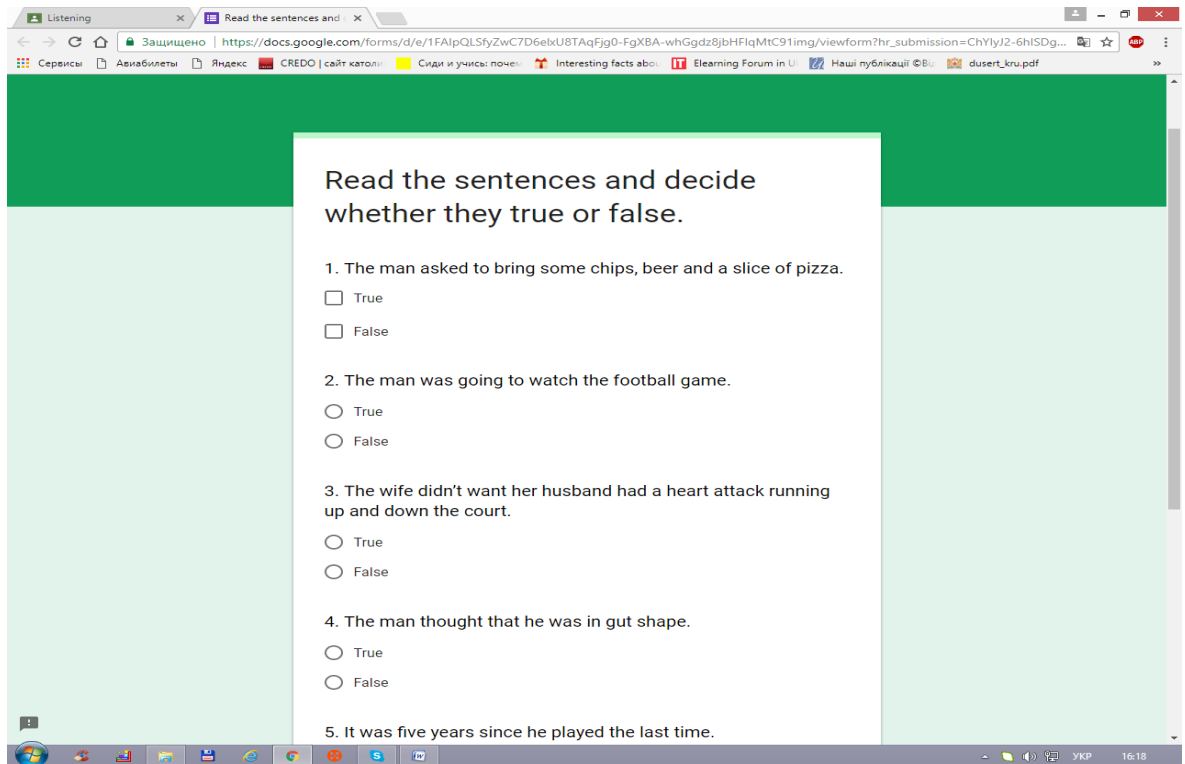 Listening
Read the sentences and
Защищено
https://docs.google.com/forms/d/e/1FAIpQLSfyZwC7D6elxU8TAqFjg0-FgXBA-whGgdz8jbHFlqMtC91img/viewform?hr_submission=ChYIyJ2-6hISDg...
ABP
Сервисы Авиабилеты Яндекс CREDO | сайт католи Сиди и учись: почем Interesting facts abou IT Elearning Forum in U Наші публікації ©Ві dusert_kru.pdf »
Read the sentences and decide
whether they true or false.
1. The man asked to bring some chips, beer and a slice of pizza.
True
False
2. The man was going to watch the football game.
True
False
3. The wife didn’t want her husband had a heart attack running
up and down the court.
True
False
4. The man thought that he was in gut shape.
True
False
5. It was five years since he played the last time.
УКР 16:18